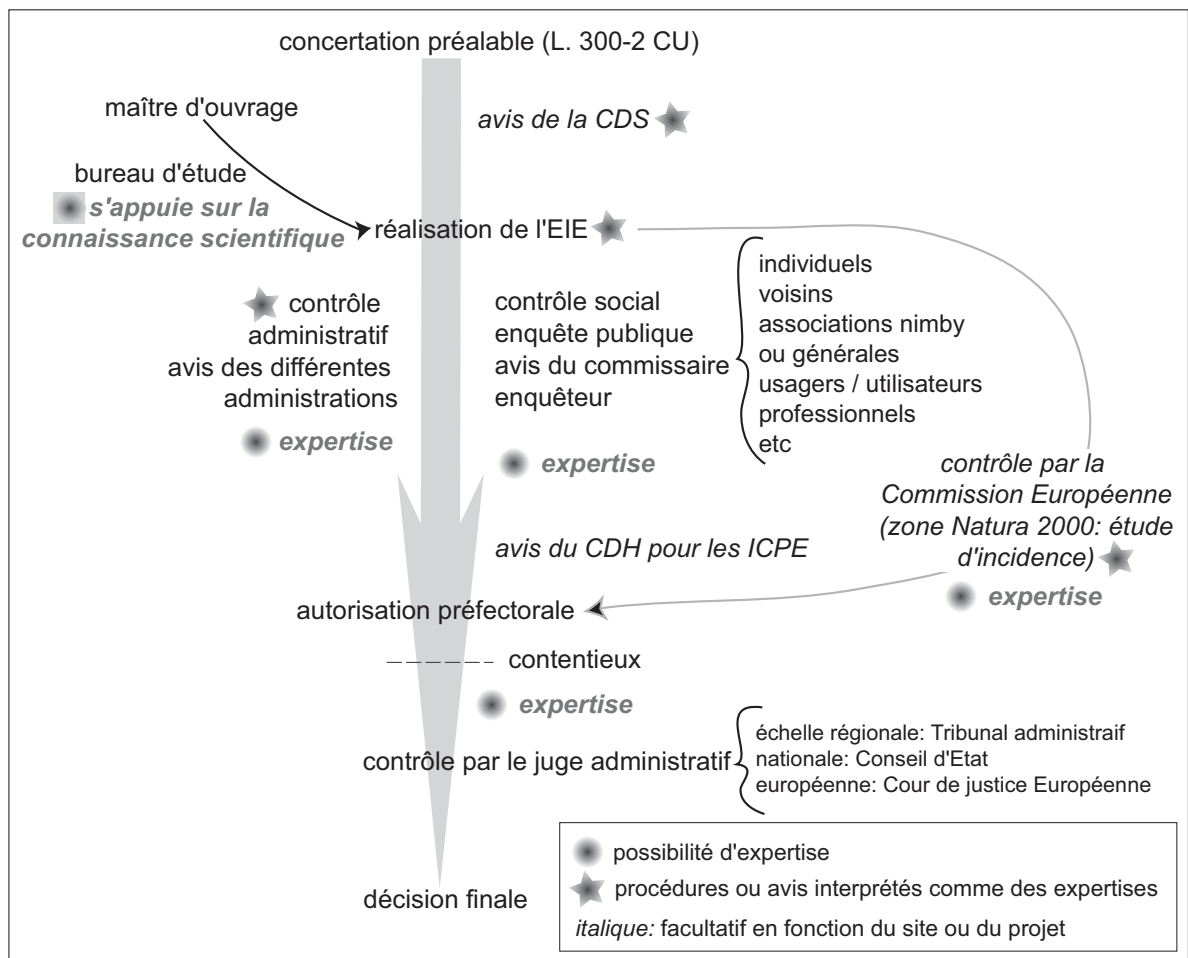 concertation préalable (L. 300-2 CU)
maître d'ouvrage
avis de la CDS
bureau d'étude
s'appuie sur la
connaissance scientifique
réalisation de l'EIE
contrôle
administratif
avis des différentes
administrations
expertise
contrôle social
enquête publique
avis du commissaire
enquêteur
expertise
individuels
voisins
associations nimby
ou générales
usagers / utilisateurs
professionnels
etc
contrôle par la
Commission Européenne
(zone Natura 2000: étude
d'incidence)
expertise
avis du CDH pour les ICPE
autorisation préfectorale
contentieux
expertise
contrôle par le juge administratif
échelle régionale: Tribunal administraif
nationale: Conseil d'Etat
européenne: Cour de justice Européenne
décision finale
possibilité d'expertise
procédures ou avis interprétés comme des expertises
italique: facultatif en fonction du site ou du projet